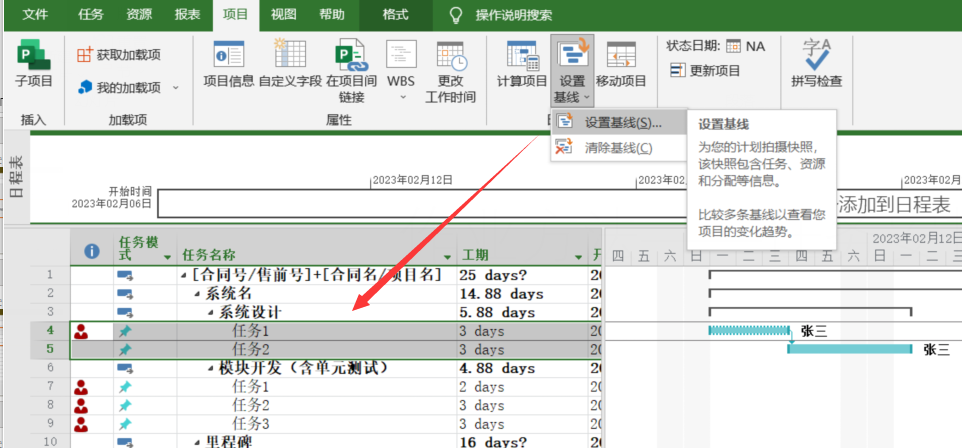 文件 任务 资源 报表 项目 视图 帮助 格式 操作说明搜索
子项目
获取加载项
我的加载项
项目信息 自定义字段 在项目间 链接 WBS 更改 工作时间
计算项目 设置 基线 移动项目
状态日期: NA
更新项目
拼写检查
插入 加载项 属性
设置基线(S)...
清除基线(C)
设置基线
为您的计划拍摄快照，
该快照包含任务、资源
和分配等信息。
比较多条基线以查看您
项目的变化趋势。
日程表
开始时间
2023年02月06日
2023年02月12日
2023年02
2023年02
添加到日程表
2023年02月12日
任务模式 任务名称 工期 开
四 五 六 日 一 二 三 四 五 六 日 一 二 三
1 [合同号/售前号]+[合同名/项目名] 25 days? 20
2 系统名 14.88 days 20
3 系统设计 5.88 days 20
4 任务1 3 days 20 张三
5 任务2 3 days 20 张三
6 模块开发（含单元测试） 4.88 days 20
7 任务1 2 days 20
8 任务2 3 days 20
9 任务3 3 days 20
10 里程碑 16 days? 20